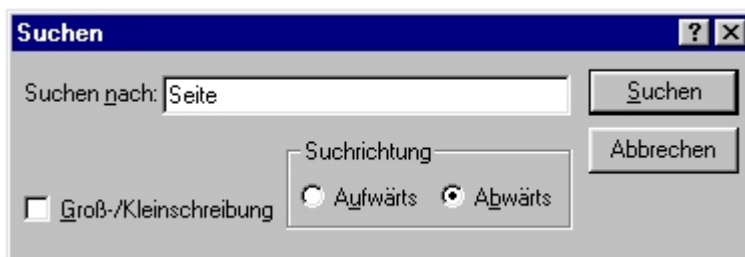 Suchen
Suchen nach: Seite
Suchen
Abbrechen
Suchrichtung
Groß-/Kleinschreibung
Aufwärts
Abwärts